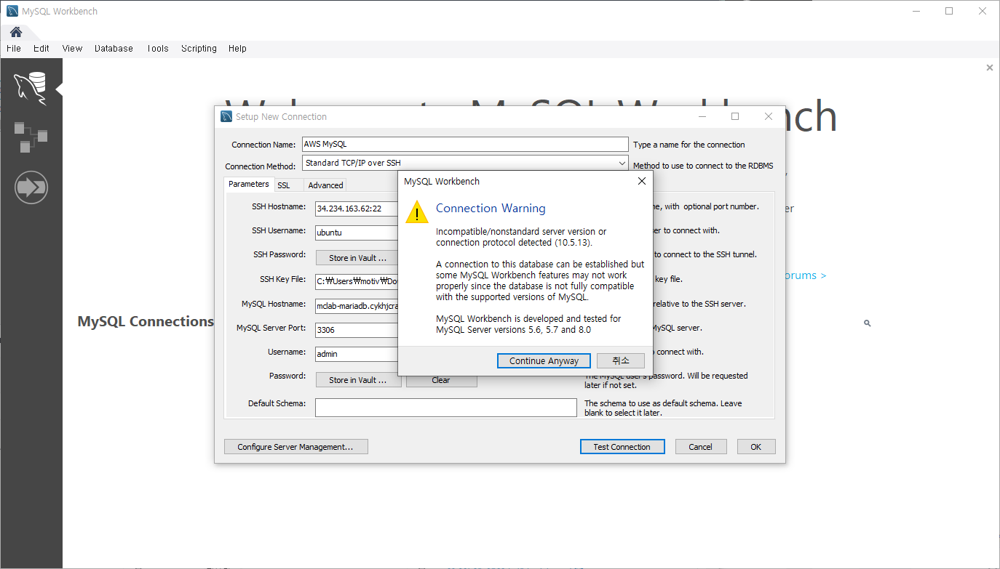 MySQL Workbench
File Edit View Database Tools Scripting Help
Setup New Connection
Connection Name: AWS MySQL Type a name for the connection
Connection Method: Standard TCP/IP over SSH Method to use to connect to the RDBMS
Parameters SSL Advanced
SSH Hostname: 34.234.163.62:22 with optional port number.
SSH Username: ubuntu to connect with.
SSH Password: Store in Vault ... to connect to the SSH tunnel.
SSH Key File: C:₩Users₩motiv₩Do key file.
MySQL Hostname: mclab-mariadb.cykhjcra relative to the SSH server.
MySQL Server Port: 3306 MySQL server.
Username: admin connect with.
Password: Store in Vault ... Clear The MySQL user's password. Will be requested
later if not set.
Default Schema: The schema to use as default schema. Leave
blank to select it later.
Configure Server Management... Test Connection Cancel OK
MySQL Workbench
Connection Warning
Incompatible/nonstandard server version or
connection protocol detected (10.5.13).
A connection to this database can be established but
some MySQL Workbench features may not work
properly since the database is not fully compatible
with the supported versions of MySQL.
MySQL Workbench is developed and tested for
MySQL Server versions 5.6, 5.7 and 8.0
Continue Anyway 취소
orums >
MySQL Connections